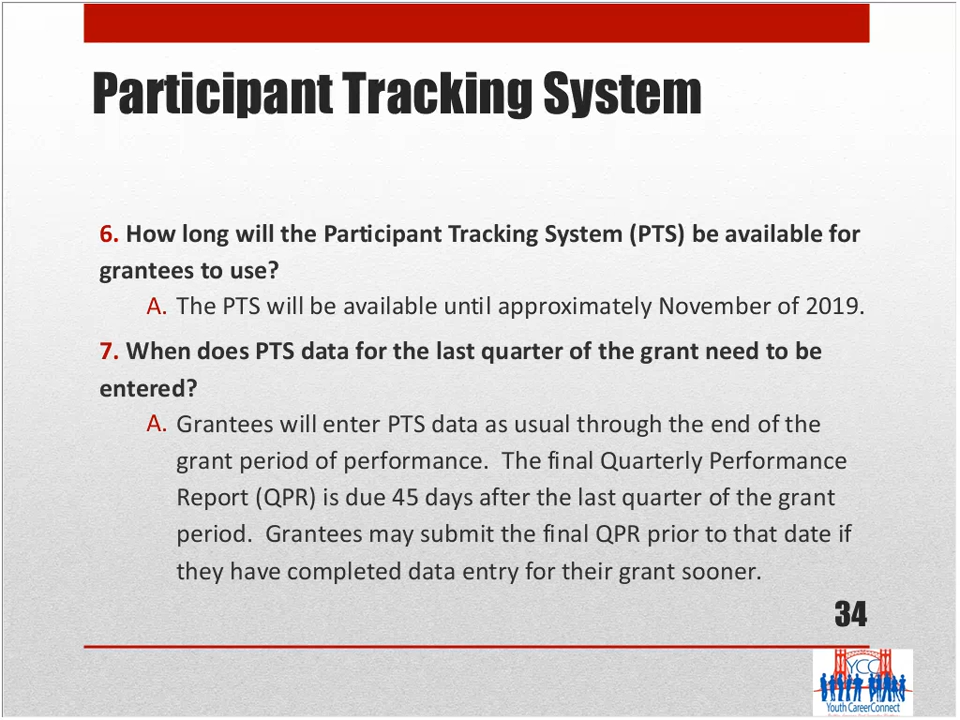 Participant Tracking System
6. How long will the Participant Tracking System (PTS) be available for
grantees to use?
A. The PTS will be available until approximately November of 2019.
7. When does PTS data for the last quarter of the grant need to be
entered?
A. Grantees will enter PTS data as usual through the end of the
grant period of performance.  The final Quarterly Performance
Report (QPR) is due 45 days after the last quarter of the grant
period.  Grantees may submit the final QPR prior to that date if
they have completed data entry for their grant sooner.
34
YCC
Youth CareerConnect